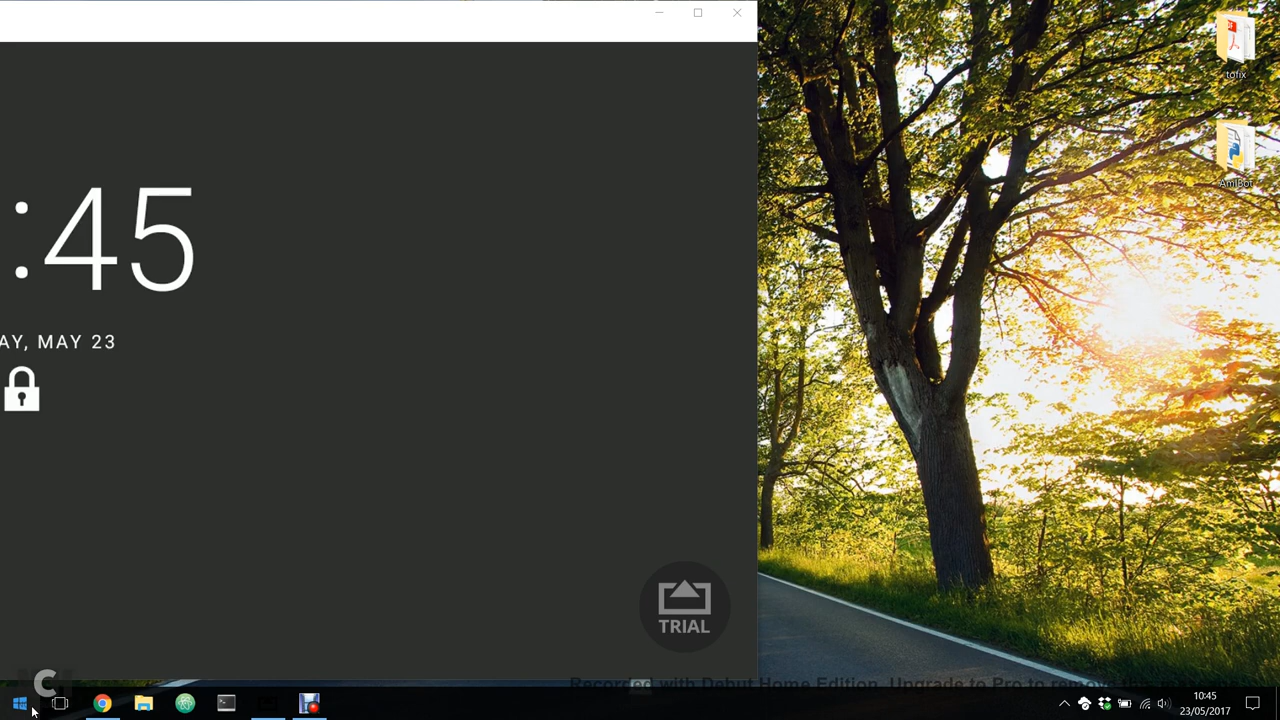 :45
AY, MAY 23
TRIAL
tofix
AmiBot
C
Recorded with Debut Home Edition. Upgrade to Pro to remove
10:45
23/05/2017